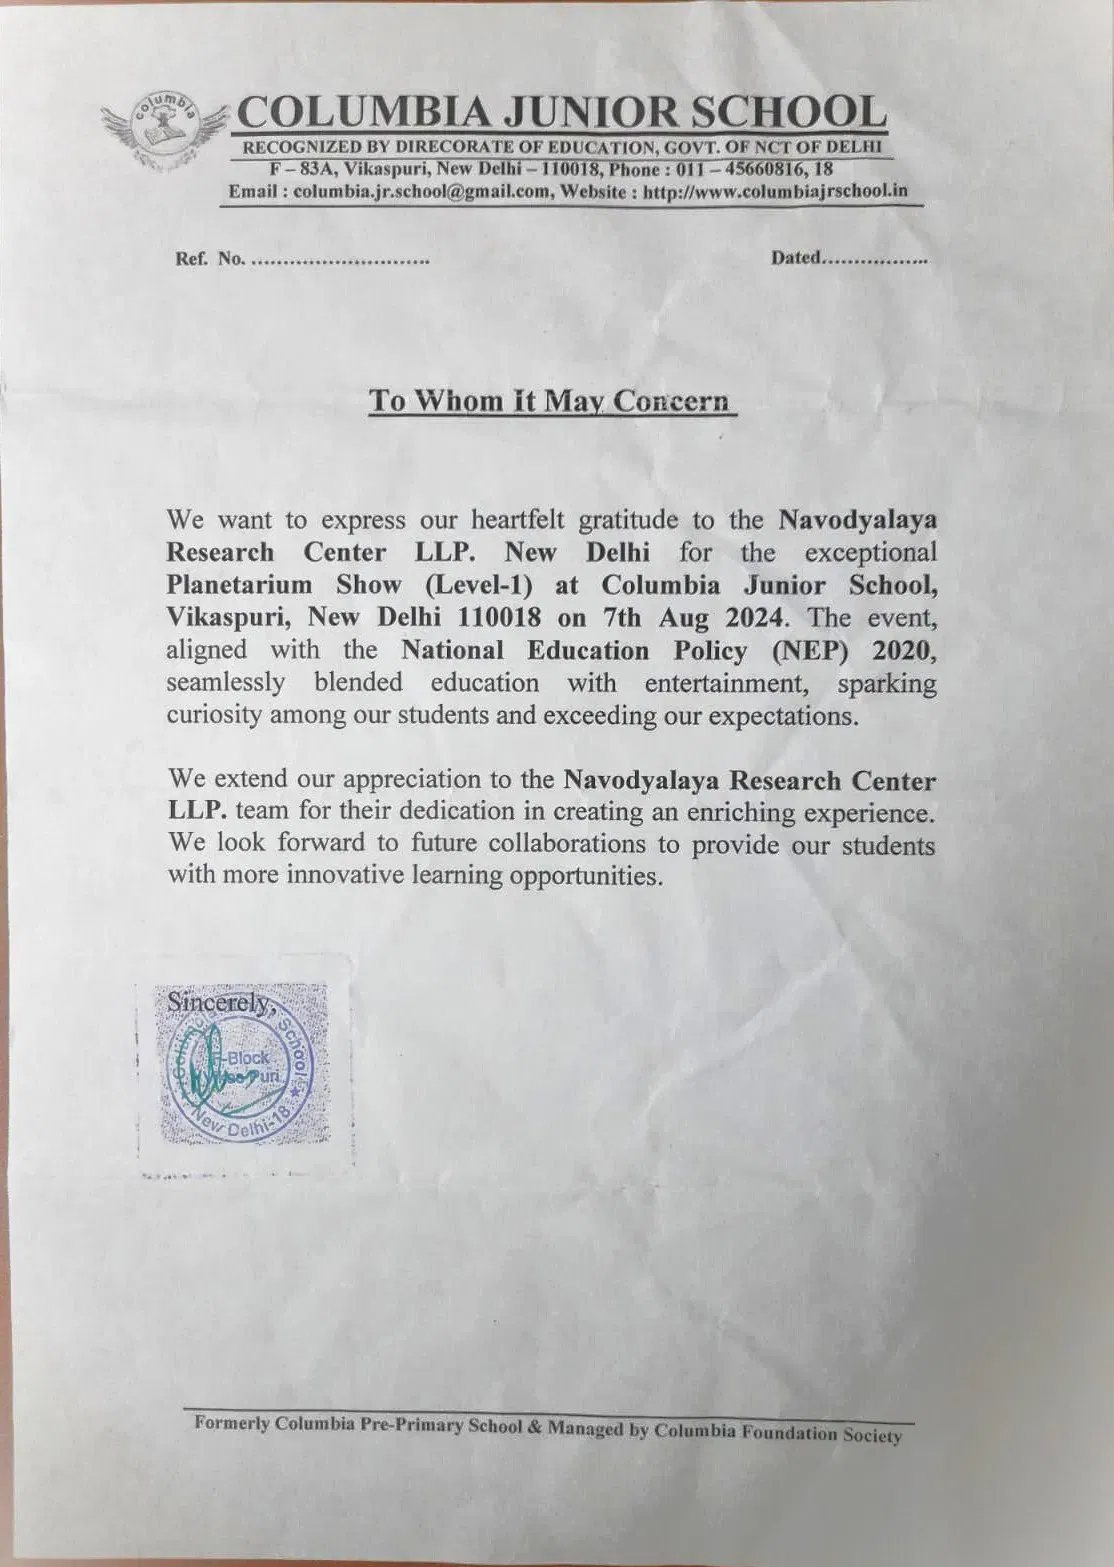 columbia
COLUMBIA JUNIOR SCHOOL
RECOGNIZED BY DIRECORATE OF EDUCATION, GOVT. OF NCT OF DELHI
F – 83A, Vikaspuri, New Delhi – 110018, Phone : 011 – 45660816, 18
Email : columbia.jr.school@gmail.com, Website : http://www.columbiajrschool.in
Ref. No. ............................
Dated.................
To Whom It May Concern
We want to express our heartfelt gratitude to the Navodyalaya
Research Center LLP. New Delhi for the exceptional
Planetarium Show (Level-1) at Columbia Junior School,
Vikaspuri, New Delhi 110018 on 7th Aug 2024. The event,
aligned with the National Education Policy (NEP) 2020,
seamlessly blended education with entertainment, sparking
curiosity among our students and exceeding our expectations.
We extend our appreciation to the Navodyalaya Research Center
LLP. team for their dedication in creating an enriching experience.
We look forward to future collaborations to provide our students
with more innovative learning opportunities.
Sincerely,
School
-Block
New Delhi-18
Formerly Columbia Pre-Primary School & Managed by Columbia Foundation Society